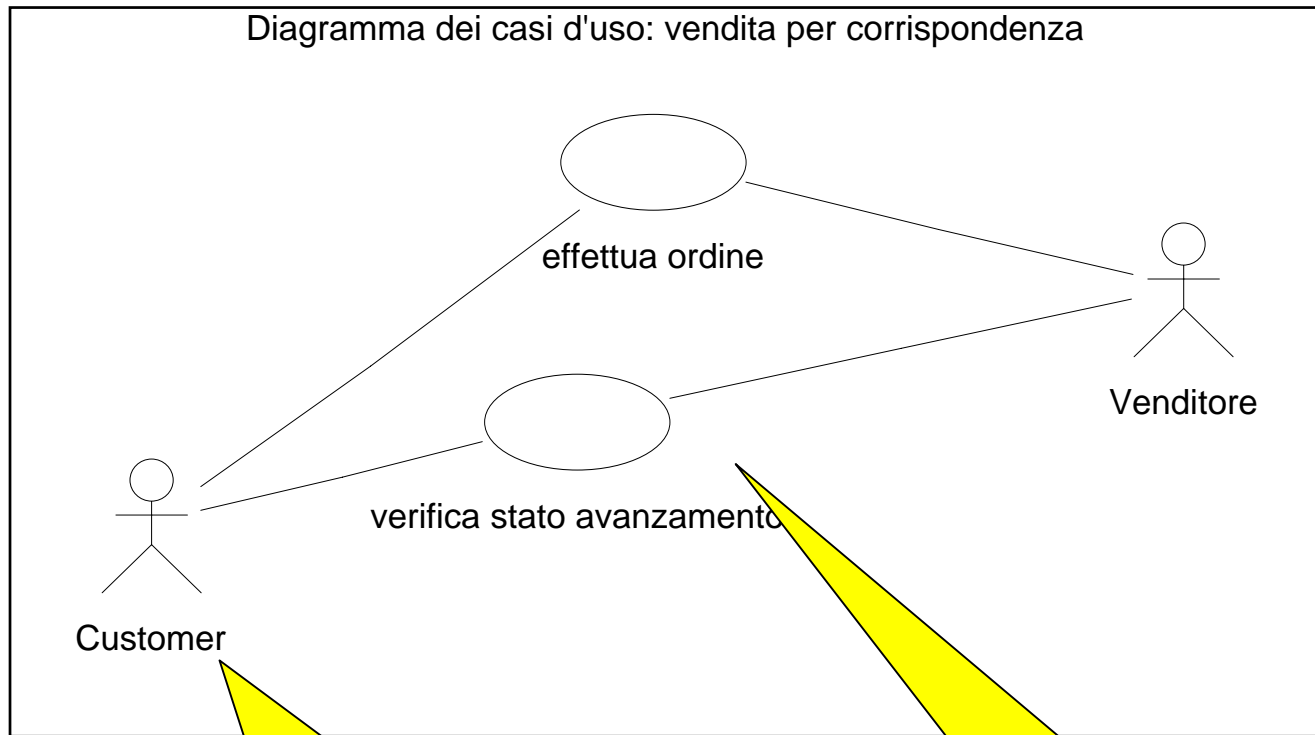 Diagramma dei casi d'uso: vendita per corrispondenza
effettua ordine
Venditore
verifica stato avanzamento
Customer